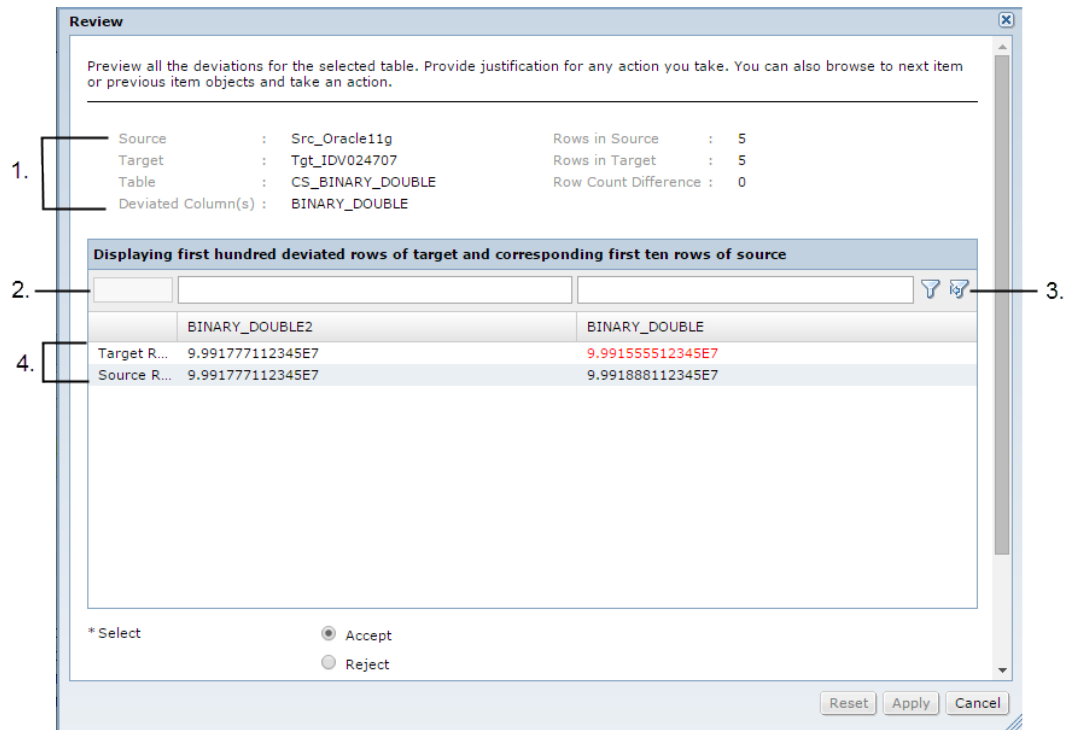 Review
Preview all the deviations for the selected table. Provide justification for any action you take. You can also browse to next item
or previous item objects and take an action.
1.
Source : Src_Oracle11g Rows in Source : 5
Target : Tgt_IDV024707 Rows in Target : 5
Table : CS_BINARY_DOUBLE Row Count Difference : 0
Deviated Column(s) : BINARY_DOUBLE
Displaying first hundred deviated rows of target and corresponding first ten rows of source
2.
3.
BINARY_DOUBLE2 BINARY_DOUBLE
4.
Target R... 9.991777112345E7 9.991555512345E7
Source R... 9.991777112345E7 9.991888112345E7
* Select Accept
Reject
Reset Apply Cancel